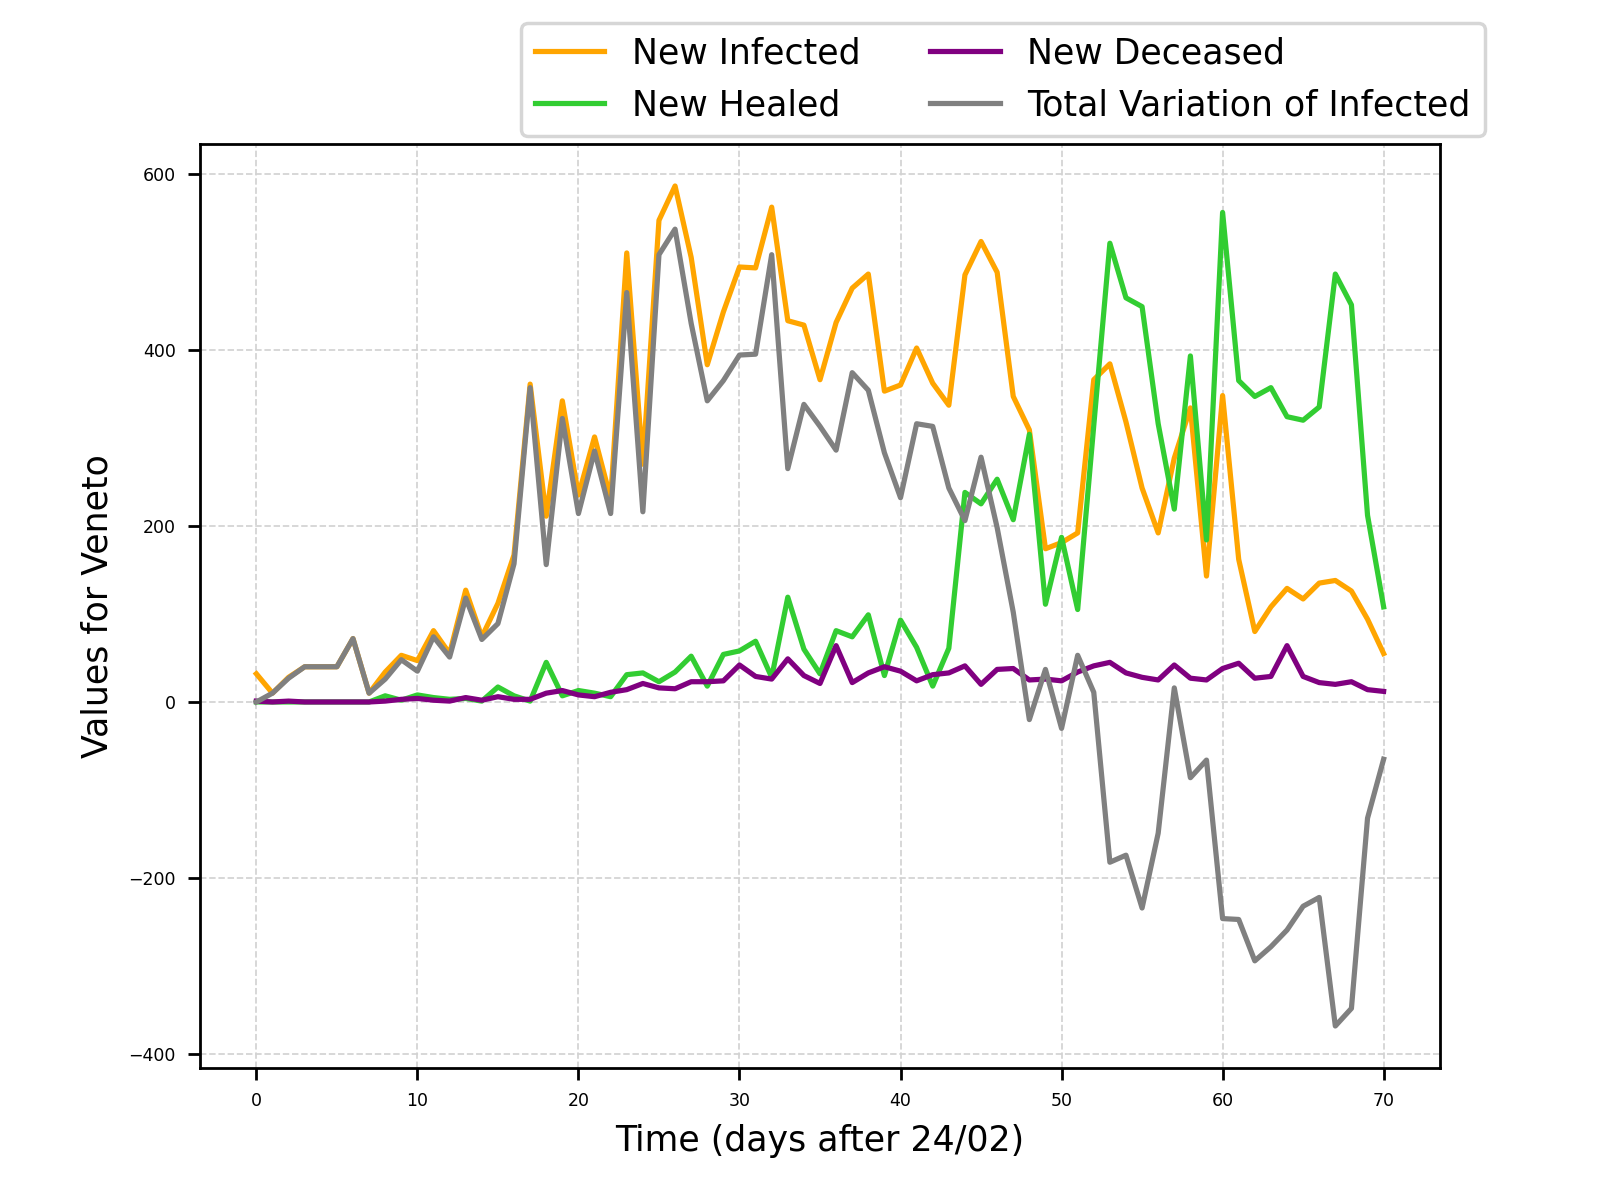 New Infected
New Healed
New Deceased
Total Variation of Infected
600
400
200
0
−200
−400
Values for Veneto
0 10 20 30 40 50 60 70
Time (days after 24/02)